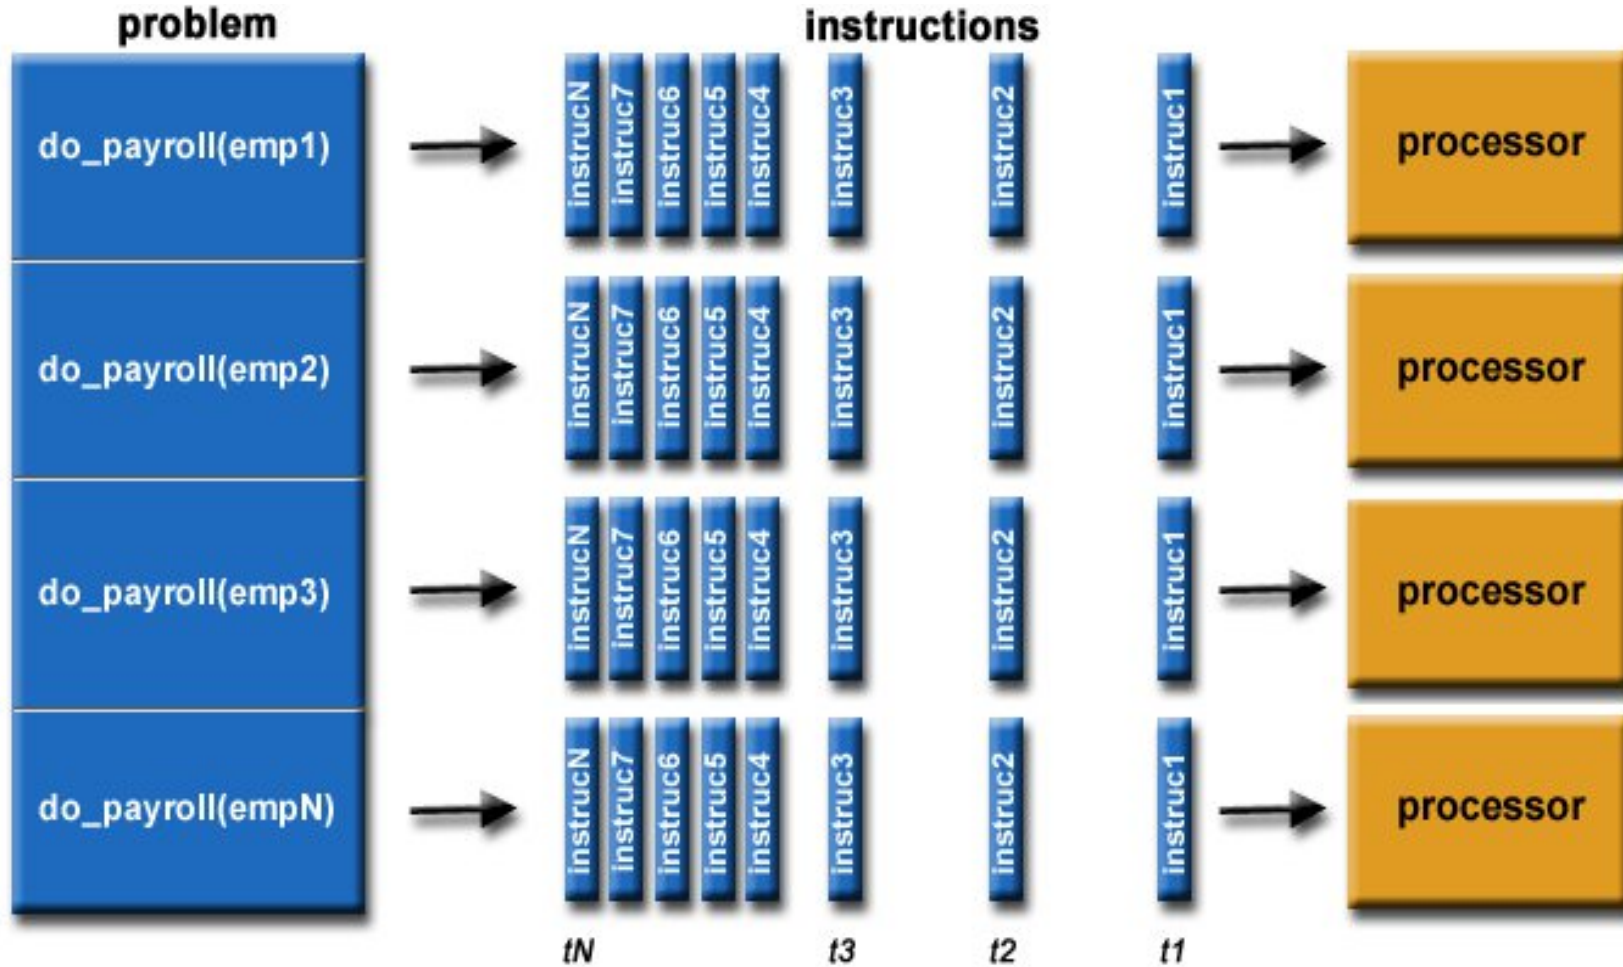 problem
instructions
do_payroll(emp1)
instrucN
instruc7
instruc6
instruc5
instruc4
instruc3
instruc2
instruc1
processor
do_payroll(emp2)
instrucN
instruc7
instruc6
instruc5
instruc4
instruc3
instruc2
instruc1
processor
do_payroll(emp3)
instrucN
instruc7
instruc6
instruc5
instruc4
instruc3
instruc2
instruc1
processor
do_payroll(empN)
instrucN
instruc7
instruc6
instruc5
instruc4
instruc3
instruc2
instruc1
processor
tN t3 t2 t1